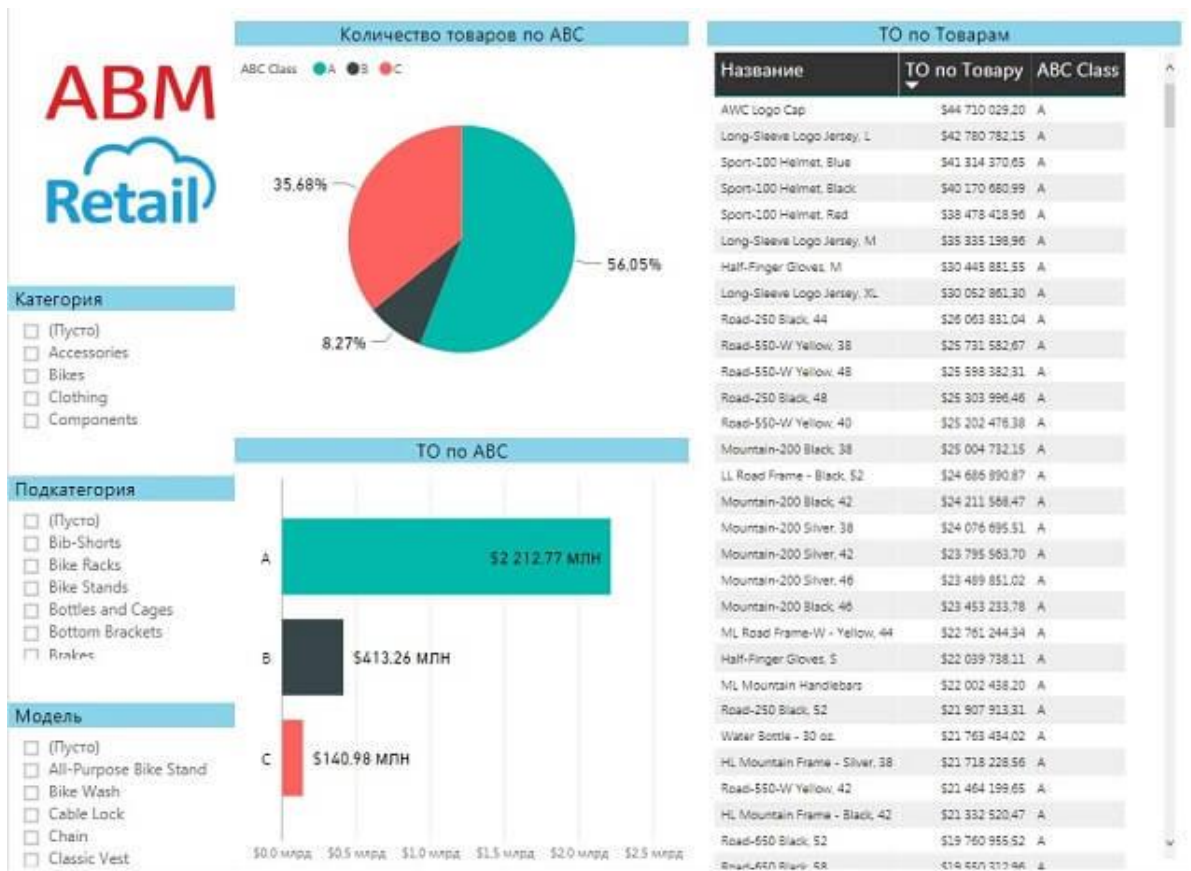 ABM
Retail
Категория
(Пусто)
Accessories
Bikes
Clothing
Components
Подкатегория
(Пусто)
Bib-Shorts
Bike Racks
Bike Stands
Bottles and Cages
Bottom Brackets
Brakes
Модель
(Пусто)
All-Purpose Bike Stand
Bike Wash
Cable Lock
Chain
Classic Vest
Количество товаров по ABC
ABC Class A B C
35,68%
56,05%
8.27%
ТО по ABC
A $2 212.77 МЛН
B $413.26 МЛН
C $140.98 МЛН
$0.0 млрд $0.5 млрд $1.0 млрд $1.5 млрд $2.0 млрд $2.5 млрд
ТО по Товарам
Название ТО по Товару ABC Class
AWC Logo Cap $44 710 029,20 A
Long-Sleeve Logo Jersey, L $42 780 782,15 A
Sport-100 Helmet, Blue $41 314 370,65 A
Sport-100 Helmet, Black $40 170 680,99 A
Sport-100 Helmet, Red $38 478 418,96 A
Long-Sleeve Logo Jersey, M $35 335 198,96 A
Half-Finger Gloves, M $30 445 881,55 A
Long-Sleeve Logo Jersey, XL $30 052 861,30 A
Road-250 Black, 44 $26 063 831,04 A
Road-550-W Yellow, 38 $25 731 582,67 A
Road-550-W Yellow, 48 $25 598 382,31 A
Road-250 Black, 48 $25 303 996,46 A
Road-550-W Yellow, 40 $25 202 476,38 A
Mountain-200 Black, 38 $25 004 732,15 A
LL Road Frame - Black, 52 $24 686 890,87 A
Mountain-200 Black, 42 $24 211 568,47 A
Mountain-200 Silver, 38 $24 076 695,51 A
Mountain-200 Silver, 42 $23 795 563,70 A
Mountain-200 Silver, 46 $23 489 851,02 A
Mountain-200 Black, 46 $23 453 233,78 A
ML Road Frame-W - Yellow, 44 $22 761 244,34 A
Half-Finger Gloves, S $22 039 738,11 A
ML Mountain Handlebars $22 002 438,20 A
Road-250 Black, 52 $21 907 913,31 A
Water Bottle - 30 oz. $21 763 434,02 A
HL Mountain Frame - Silver, 38 $21 718 228,56 A
Road-550-W Yellow, 42 $21 464 199,65 A
HL Mountain Frame - Black, 42 $21 332 520,47 A
Road-650 Black, 52 $19 760 955,52 A
Road-650 Black, 58 $19 550 312,96 A